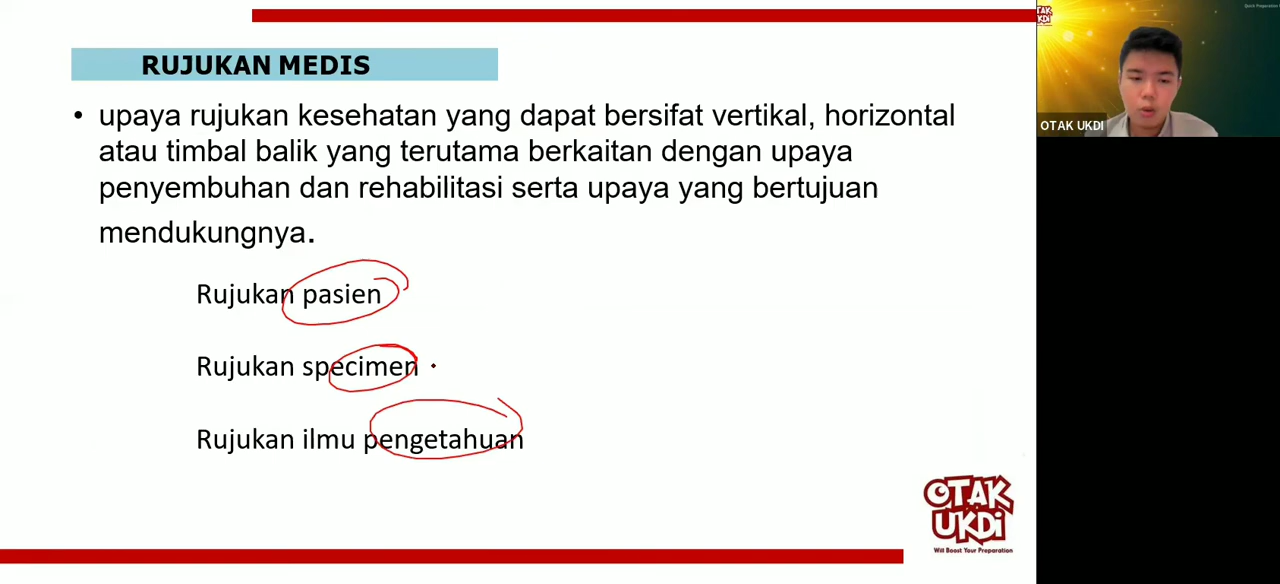 RUJUKAN MEDIS
• upaya rujukan kesehatan yang dapat bersifat vertikal, horizontal
atau timbal balik yang terutama berkaitan dengan upaya
penyembuhan dan rehabilitasi serta upaya yang bertujuan
mendukungnya.
Rujukan pasien
Rujukan specimen
Rujukan ilmu pengetahuan
OTAK
UKDi
Will Boost Your Preparation
OTAK UKDI